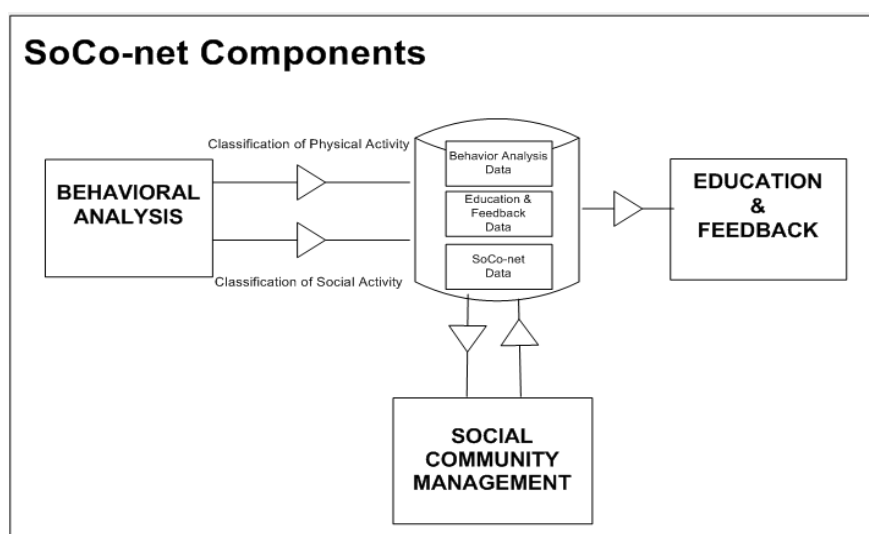 SoCo-net Components
Classification of Physical Activity
BEHAVIORAL
ANALYSIS
Classification of Social Activity
Behavior Analysis
Data
Education &
Feedback
Data
SoCo-net
Data
EDUCATION
&
FEEDBACK
SOCIAL
COMMUNITY
MANAGEMENT